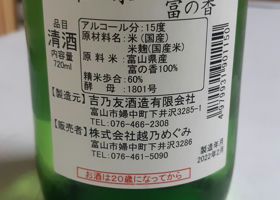 富の香
品目
清酒
内容量
720ml
アルコール分：15度
原材料名：米(国産)
米麹(国産米)
原料米：富山県産
富の香100%
精米歩合：60%
酵母：1801号
【製造元】吉乃友酒造有限会社
富山市婦中町下井沢3285-1
TEL:076-466-2308
【販売者】株式会社越乃めぐみ
富山市婦中町下井沢3286
TEL:076-461-5090
製造年月
2022年2月
お酒は20歳になってから
4979931901150